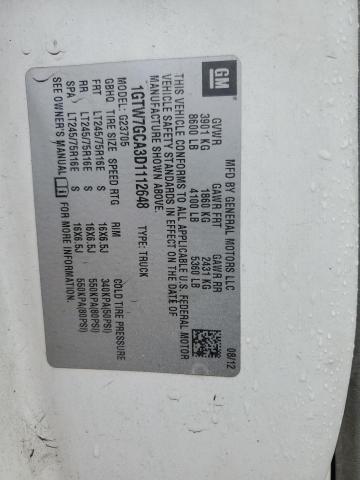 GM
MFD BY GENERAL MOTORS LLC
08/12
GVWR GAWR FRT GAWR RR
3901 KG 1860 KG 2431 KG
8600 LB 4100 LB 5360 LB
THIS VEHICLE CONFORMS TO ALL APPLICABLE U.S. FEDERAL MOTOR
VEHICLE SAFETY STANDARDS IN EFFECT ON THE DATE OF
MANUFACTURE SHOWN ABOVE.
1GTW7GCA3D1112648 TYPE: TRUCK
MODEL: G23705
GBHQ TIRE SIZE SPEED RTG COLD TIRE PRESSURE
FRT LT245/75R16E S 16X6.5J 340KPA(50PSI)
RR LT245/75R16E S 16X6.5J 550KPA(80PSI)
SPA LT245/75R16E S 16X6.5J 550KPA(80PSI)
SEE OWNER'S MANUAL FOR MORE INFORMATION.